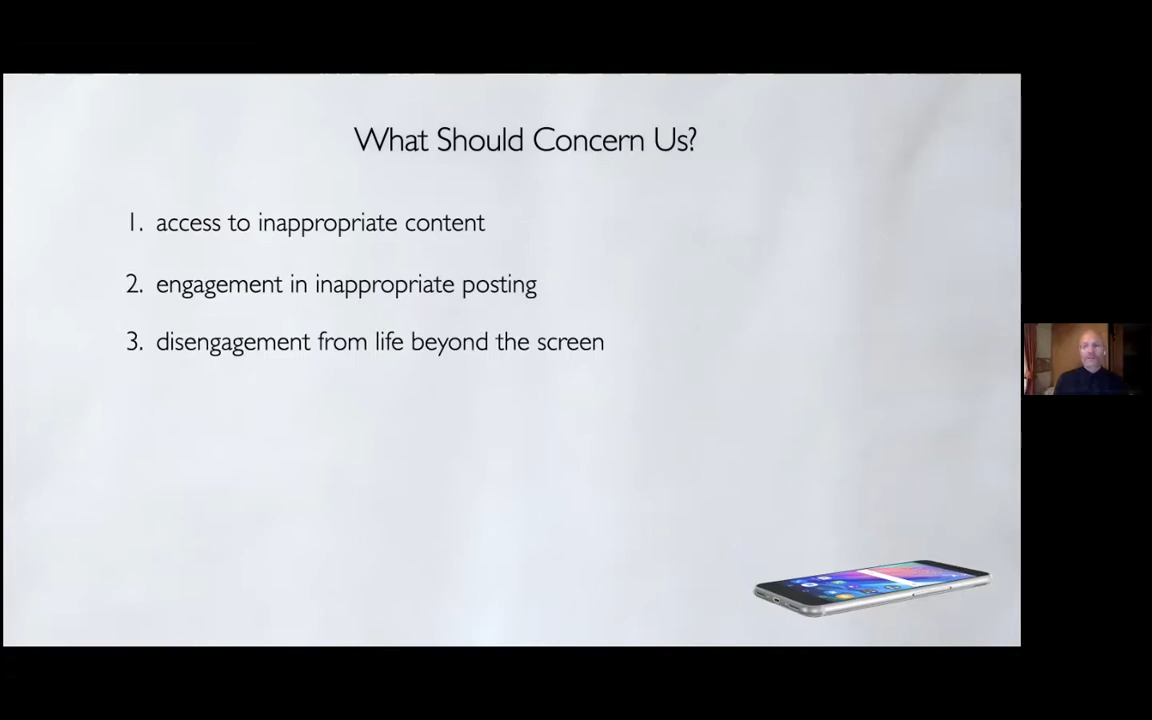 What Should Concern Us?
1. access to inappropriate content
2. engagement in inappropriate posting
3. disengagement from life beyond the screen